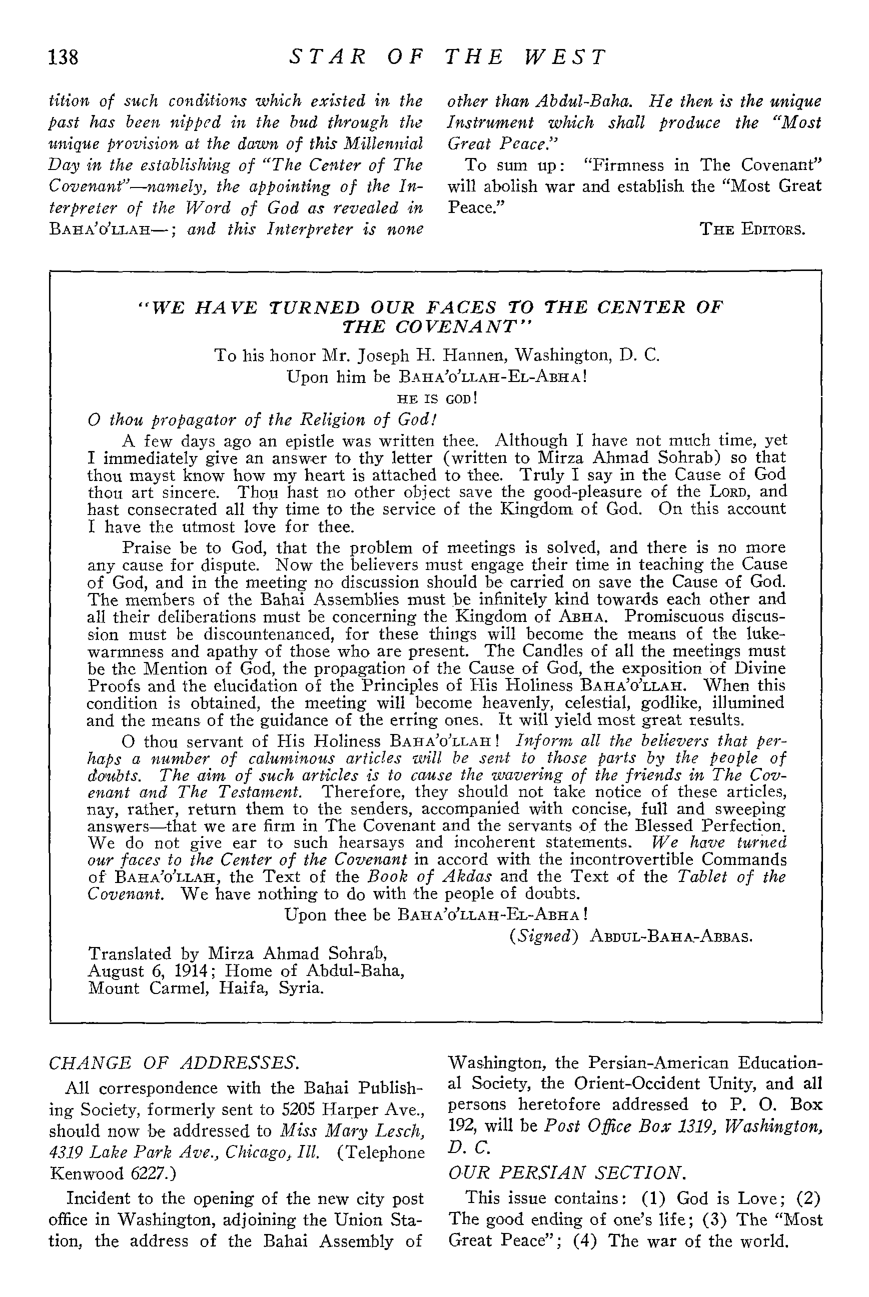 138
STAR OF THE WEST
tition of such conditions which existed in the
past has been nipped in the bud through the
unique provision at the dawn of this Millennial
Day in the establishing of "The Center of The
Covenant"—namely, the appointing of the In-
terpreter of the Word of God as revealed in
BAHA'O'LLAH—; and this Interpreter is none
other than Abdul-Baha. He then is the unique
Instrument which shall produce the "Most
Great Peace."
To sum up: "Firmness in The Covenant"
will abolish war and establish the "Most Great
Peace."
THE EDITORS.
"WE HAVE TURNED OUR FACES TO THE CENTER OF
THE COVENANT"
To his honor Mr. Joseph H. Hannen, Washington, D. C.
Upon him be BAHA'O'LLAH-EL-ABHA!
HE IS GOD!
O thou propagator of the Religion of God!
A few days ago an epistle was written thee. Although I have not much time, yet
I immediately give an answer to thy letter (written to Mirza Ahmad Sohrab) so that
thou mayst know how my heart is attached to thee. Truly I say in the Cause of God
thou art sincere. Thou hast no other object save the good-pleasure of the LORD, and
hast consecrated all thy time to the service of the Kingdom of God. On this account
I have the utmost love for thee.
Praise be to God, that the problem of meetings is solved, and there is no more
any cause for dispute. Now the believers must engage their time in teaching the Cause
of God, and in the meeting no discussion should be carried on save the Cause of God.
The members of the Bahai Assemblies must be infinitely kind towards each other and
all their deliberations must be concerning the Kingdom of ABHA. Promiscuous discus-
sion must be discountenanced, for these things will become the means of the luke-
warmness and apathy of those who are present. The Candles of all the meetings must
be the Mention of God, the propagation of the Cause of God, the exposition of Divine
Proofs and the elucidation of the Principles of His Holiness BAHA'O'LLAH. When this
condition is obtained, the meeting will become heavenly, celestial, godlike, illumined
and the means of the guidance of the erring ones. It will yield most great results.
O thou servant of His Holiness BAHA'O'LLAH! Inform all the believers that per-
haps a number of caluminous articles will be sent to those parts by the people of
doubts. The aim of such articles is to cause the wavering of the friends in The Cov-
enant and The Testament. Therefore, they should not take notice of these articles,
nay, rather, return them to the senders, accompanied with concise, full and sweeping
answers—that we are firm in The Covenant and the servants of the Blessed Perfection.
We do not give ear to such hearsays and incoherent statements. We have turned
our faces to the Center of the Covenant in accord with the incontrovertible Commands
of BAHA'O'LLAH, the Text of the Book of Akdas and the Text of the Tablet of the
Covenant. We have nothing to do with the people of doubts.
Upon thee be BAHA'O'LLAH-EL-ABHA!
(Signed) ABDUL-BAHA-ABBAS.
Translated by Mirza Ahmad Sohrab,
August 6, 1914; Home of Abdul-Baha,
Mount Carmel, Haifa, Syria.
CHANGE OF ADDRESSES.
All correspondence with the Bahai Publish-
ing Society, formerly sent to 5205 Harper Ave.,
should now be addressed to Miss Mary Lesch,
4319 Lake Park Ave., Chicago, Ill. (Telephone
Kenwood 6227.)
Incident to the opening of the new city post
office in Washington, adjoining the Union Sta-
tion, the address of the Bahai Assembly of
Washington, the Persian-American Education-
al Society, the Orient-Occident Unity, and all
persons heretofore addressed to P. O. Box
192, will be Post Office Box 1319, Washington,
D. C.
OUR PERSIAN SECTION.
This issue contains: (1) God is Love; (2)
The good ending of one's life; (3) The "Most
Great Peace"; (4) The war of the world.